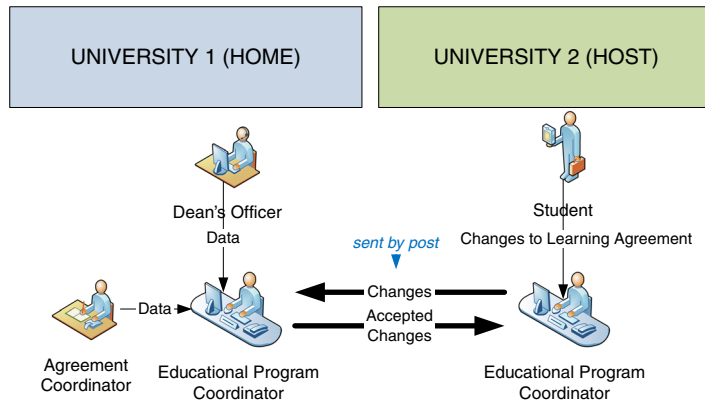 UNIVERSITY 1 (HOME)
UNIVERSITY 2 (HOST)
Dean's Officer
Data
Student
Changes to Learning Agreement
sent by post
Changes
Accepted
Changes
Data
Agreement
Coordinator
Educational Program
Coordinator
Educational Program
Coordinator